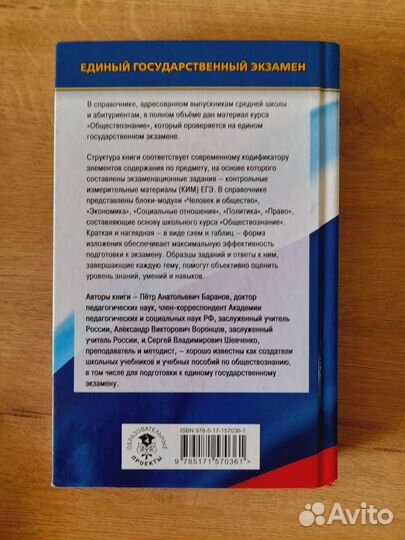 ЕДИНЫЙ ГОСУДАРСТВЕННЫЙ ЭКЗАМЕН
В справочнике, адресованном выпускникам средней школы
и абитуриентам, в полном объёме дан материал курса
«Обществознание», который проверяется на едином
государственном экзамене.
Структура книги соответствует современному кодификатору
элементов содержания по предмету, на основе которого
составлены экзаменационные задания – контрольные
измерительные материалы (КИМ) ЕГЭ. В справочнике
представлены блоки-модули «Человек и общество»,
«Экономика», «Социальные отношения», «Политика», «Право»,
составляющие основу школьного курса «Обществознание».
Краткая и наглядная – в виде схем и таблиц – форма
изложения обеспечивает максимальную эффективность
подготовки к экзамену. Образцы заданий и ответы к ним,
завершающие каждую тему, помогут объективно оценить
уровень знаний, умений и навыков.
Авторы книги – Пётр Анатольевич Баранов, доктор
педагогических наук, член-корреспондент Академии
педагогических и социальных наук РФ, заслуженный учитель
России, Александр Викторович Воронцов, заслуженный
учитель России, и Сергей Владимирович Шевченко,
преподаватель и методист, – хорошо известны как создатели
школьных учебников и учебных пособий по обществознанию,
в том числе для подготовки к единому государственному
экзамену.
ОБРАЗОВАТЕЛЬНЫЕ
ПРОЕКТЫ
ISBN 978-5-17-157036-1
9 785171 570361
Avito